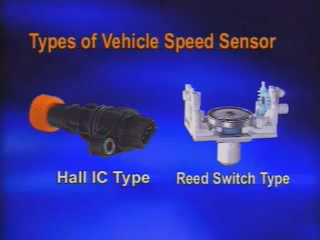 Types of Vehicle Speed Sensor
Hall IC Type
Reed Switch Type